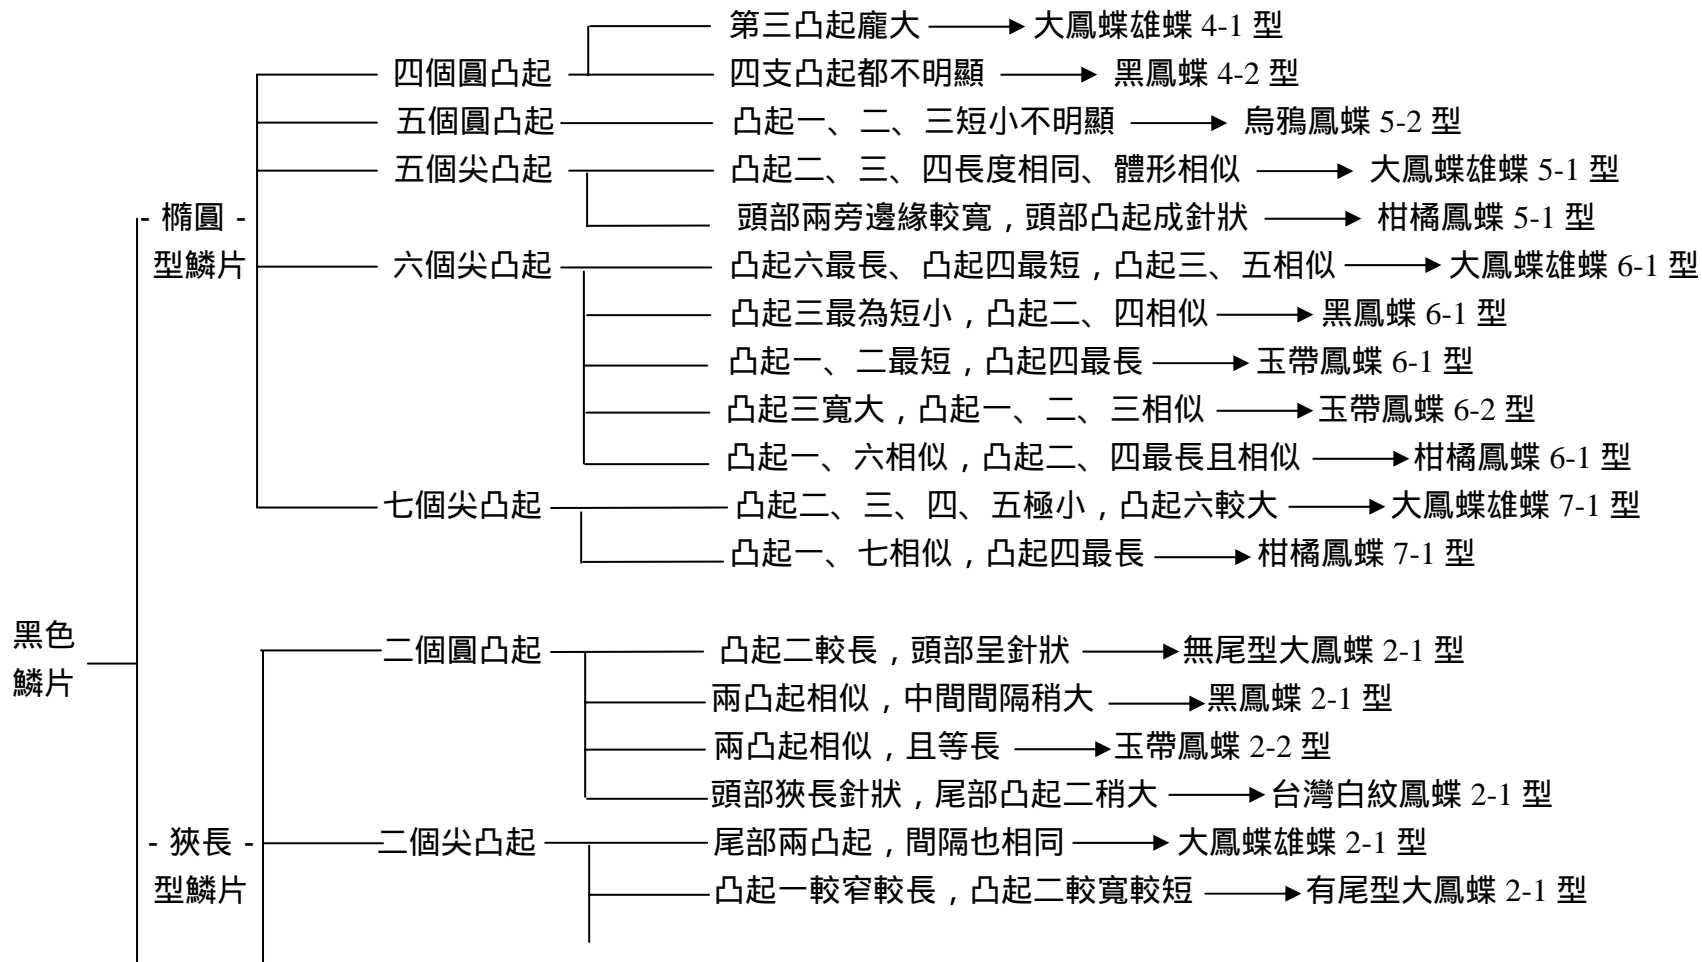 第三凸起龐大 大鳳蝶雄蝶 4-1 型
四個圓凸起 四支凸起都不明顯 黑鳳蝶 4-2 型
五個圓凸起 凸起一、二、三短小不明顯 烏鴉鳳蝶 5-2 型
五個尖凸起 凸起二、三、四長度相同、體形相似 大鳳蝶雄蝶 5-1 型
- 橢圓 - 頭部兩旁邊緣較寬，頭部凸起成針狀 柑橘鳳蝶 5-1 型
型鱗片 六個尖凸起 凸起六最長、凸起四最短，凸起三、五相似 大鳳蝶雄蝶 6-1 型
凸起三最為短小，凸起二、四相似 黑鳳蝶 6-1 型
凸起一、二最短，凸起四最長 玉帶鳳蝶 6-1 型
凸起三寬大，凸起一、二、三相似 玉帶鳳蝶 6-2 型
凸起一、六相似，凸起二、四最長且相似 柑橘鳳蝶 6-1 型
七個尖凸起 凸起二、三、四、五極小，凸起六較大 大鳳蝶雄蝶 7-1 型
凸起一、七相似，凸起四最長 柑橘鳳蝶 7-1 型
黑色
鱗片
二個圓凸起 凸起二較長，頭部呈針狀 無尾型大鳳蝶 2-1 型
兩凸起相似，中間間隔稍大 黑鳳蝶 2-1 型
兩凸起相似，且等長 玉帶鳳蝶 2-2 型
頭部狹長針狀，尾部凸起二稍大 台灣白紋鳳蝶 2-1 型
- 狹長 - 二個尖凸起 尾部兩凸起，間隔也相同 大鳳蝶雄蝶 2-1 型
型鱗片 凸起一較窄較長，凸起二較寬較短 有尾型大鳳蝶 2-1 型